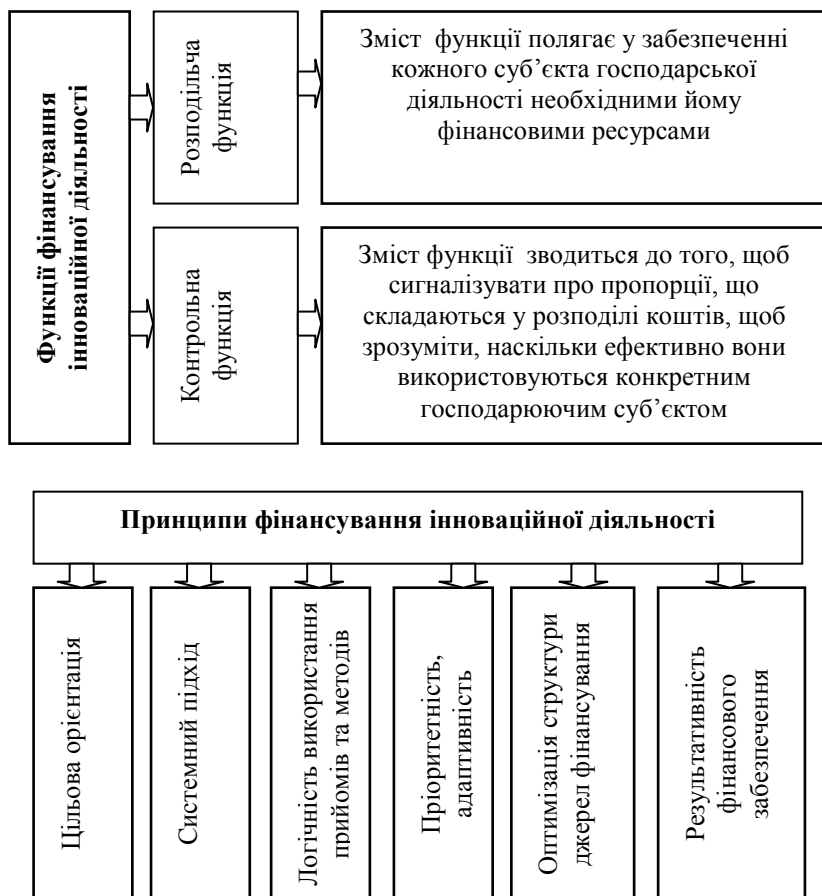 Функції фінансування
інноваційної діяльності
Розподільча
функція
Зміст функції полягає у забезпеченні
кожного суб’єкта господарської
діяльності необхідними йому
фінансовими ресурсами
Контрольна
функція
Зміст функції зводиться до того, щоб
сигналізувати про пропорції, що
складаються у розподілі коштів, щоб
зрозуміти, наскільки ефективно вони
використовуються конкретним
господарюючим суб’єктом
Принципи фінансування інноваційної діяльності
Цільова орієнтація
Системний підхід
Логічність використання
прийомів та методів
Пріоритетність,
адаптивність
Оптимізація структури
джерел фінансування
Результативність
фінансового
забезпечення